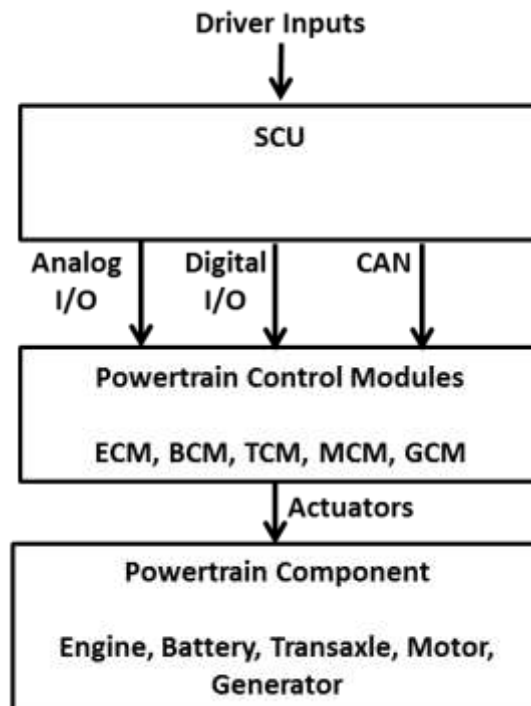 Driver Inputs
SCU
Analog
I/O
Digital
I/O
CAN
Powertrain Control Modules
ECM, BCM, TCM, MCM, GCM
Actuators
Powertrain Component
Engine, Battery, Transaxle, Motor,
Generator